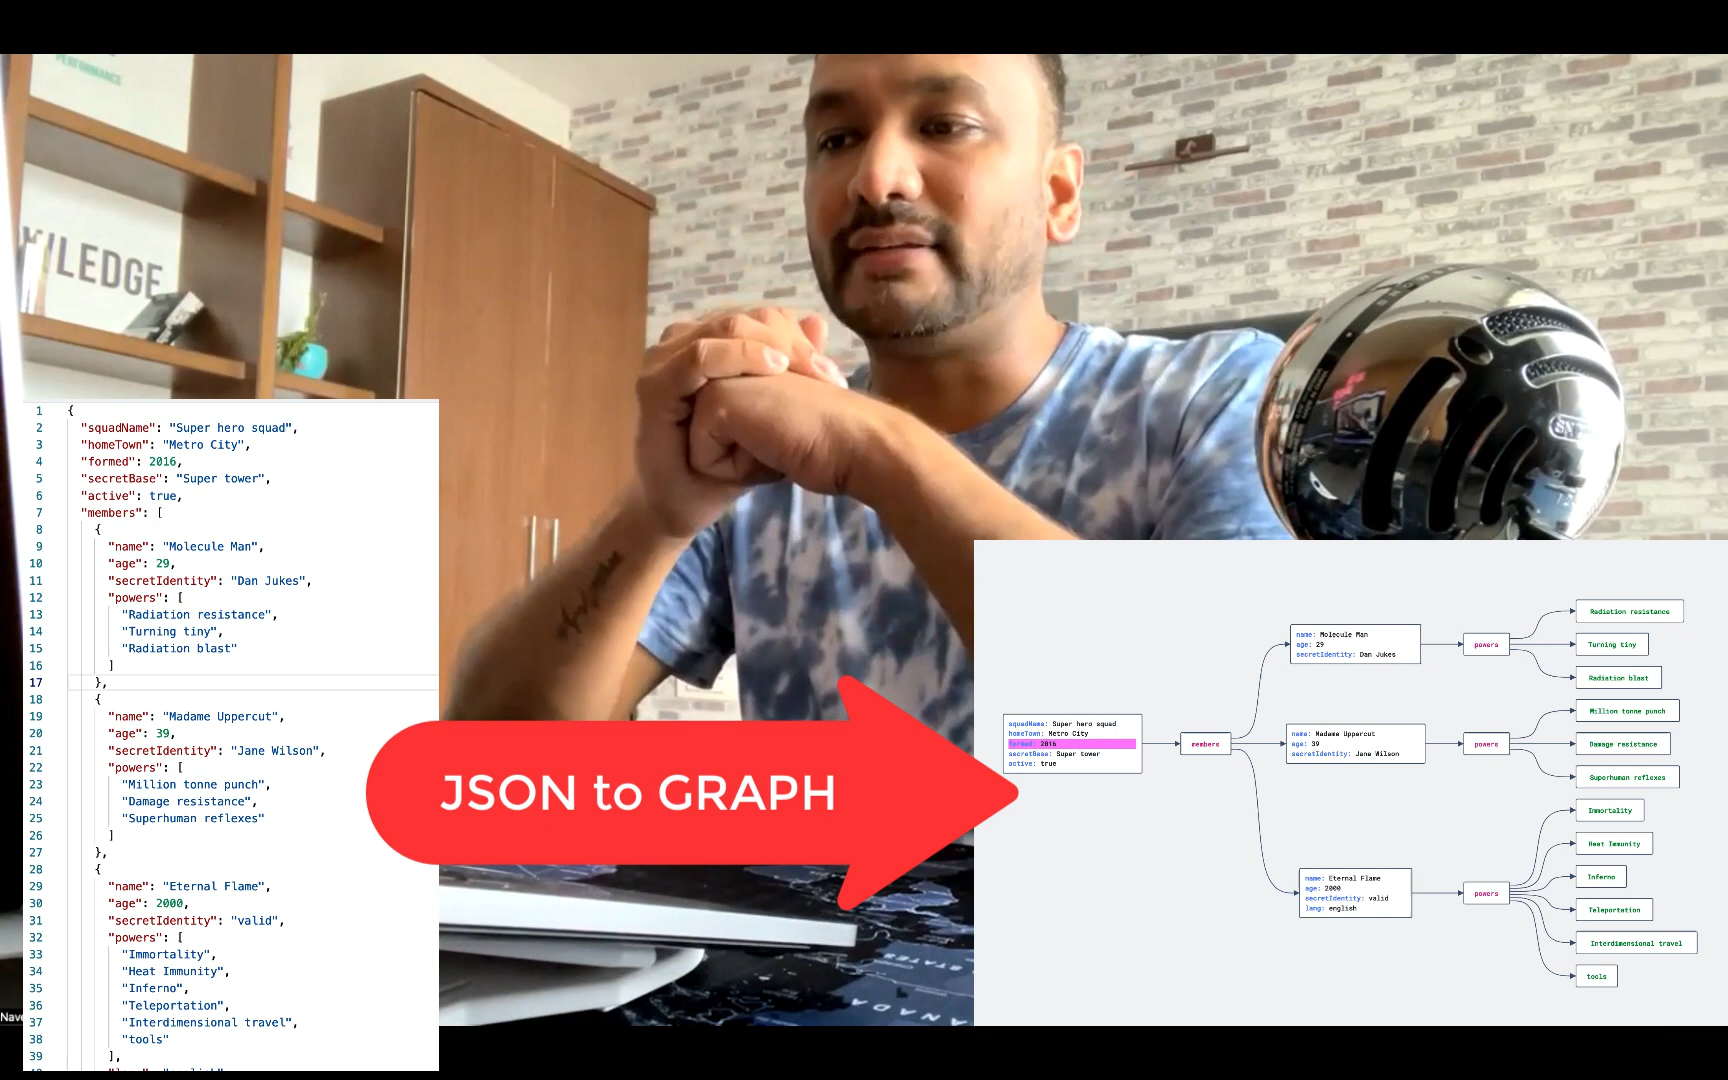 PERFORMANCE
LEDGE
1 {
2 "squadName": "Super hero squad",
3 "homeTown": "Metro City",
4 "formed": 2016,
5 "secretBase": "Super tower",
6 "active": true,
7 "members": [
8 {
9 "name": "Molecule Man",
10 "age": 29,
11 "secretIdentity": "Dan Jukes",
12 "powers": [
13 "Radiation resistance",
14 "Turning tiny",
15 "Radiation blast"
16 ]
17 },
18 {
19 "name": "Madame Uppercut",
20 "age": 39,
21 "secretIdentity": "Jane Wilson",
22 "powers": [
23 "Million tonne punch",
24 "Damage resistance",
25 "Superhuman reflexes"
26 ]
27 },
28 {
29 "name": "Eternal Flame",
30 "age": 2000,
31 "secretIdentity": "valid",
32 "powers": [
33 "Immortality",
34 "Heat Immunity",
35 "Inferno",
36 "Teleportation",
37 "Interdimensional travel",
38 "tools"
39 ],
Nave
JSON to GRAPH
squadName: Super hero squad
homeTown: Metro City
formed: 2016
secretBase: Super tower
active: true
members
name: Molecule Man
age: 29
secretIdentity: Dan Jukes
powers
Radiation resistance
Turning tiny
Radiation blast
name: Madame Uppercut
age: 39
secretIdentity: Jane Wilson
powers
Million tonne punch
Damage resistance
Superhuman reflexes
name: Eternal Flame
age: 2000
secretIdentity: valid
lang: english
powers
Immortality
Heat Immunity
Inferno
Teleportation
Interdimensional travel
tools
STATES